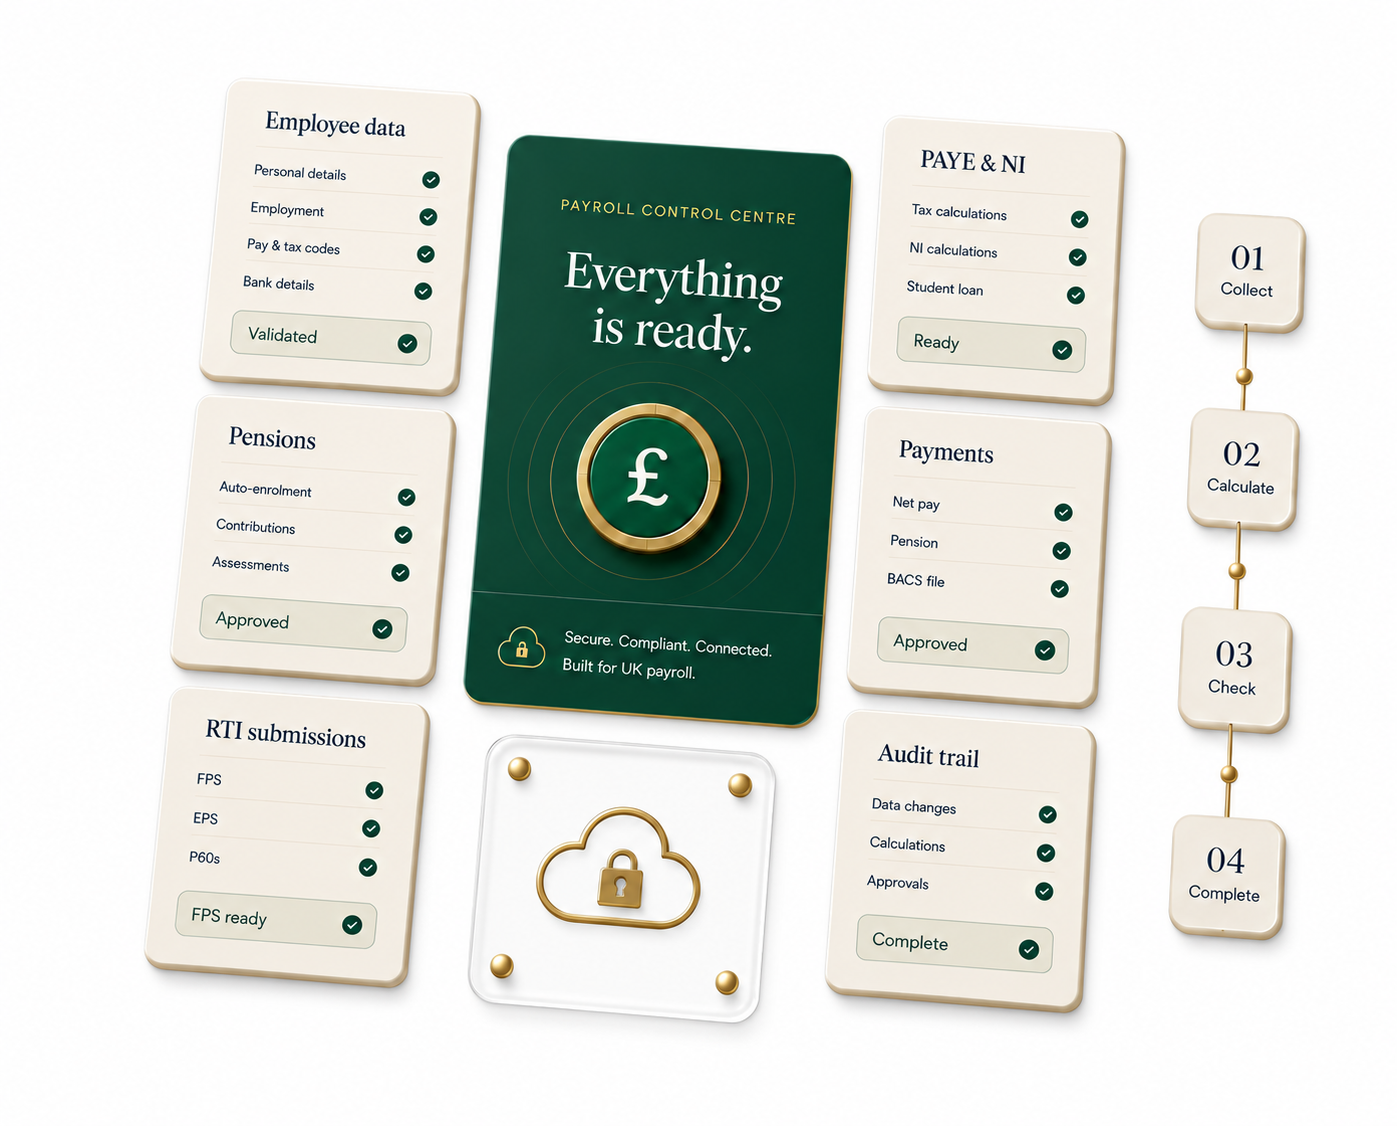 Employee data
Personal details
Employment
Pay & tax codes
Bank details
Validated
Pensions
Auto-enrolment
Contributions
Assessments
Approved
RTI submissions
FPS
EPS
P60s
FPS ready
PAYROLL CONTROL CENTRE
Everything
is ready.
£
Secure. Compliant. Connected.
Built for UK payroll.
PAYE & NI
Tax calculations
NI calculations
Student loan
Ready
Payments
Net pay
Pension
BACS file
Approved
Audit trail
Data changes
Calculations
Approvals
Complete
01
Collect
02
Calculate
03
Check
04
Complete